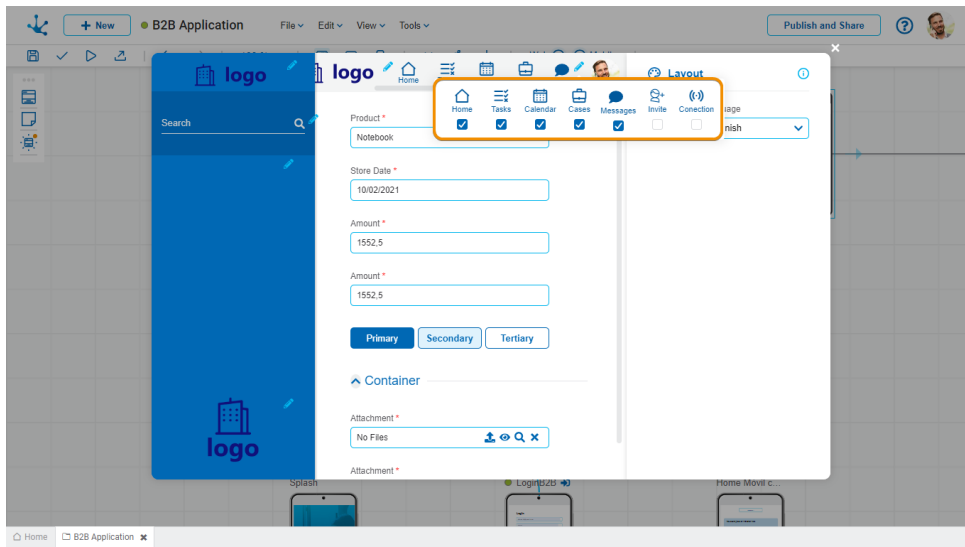 + New
B2B Application
File
Edit
View
Tools
Publish and Share
?
logo
logo
Home
Layout
Home
Tasks
Calendar
Cases
Messages
Invite
Conection
Search
Product *
Notebook
Store Date *
10/02/2021
Amount *
1552,5
Amount *
1552,5
Primary
Secondary
Tertiary
Container
Attachment *
No Files
logo
Attachment *
Splash
LoginB2B
Home Movil c...
Home
B2B Application